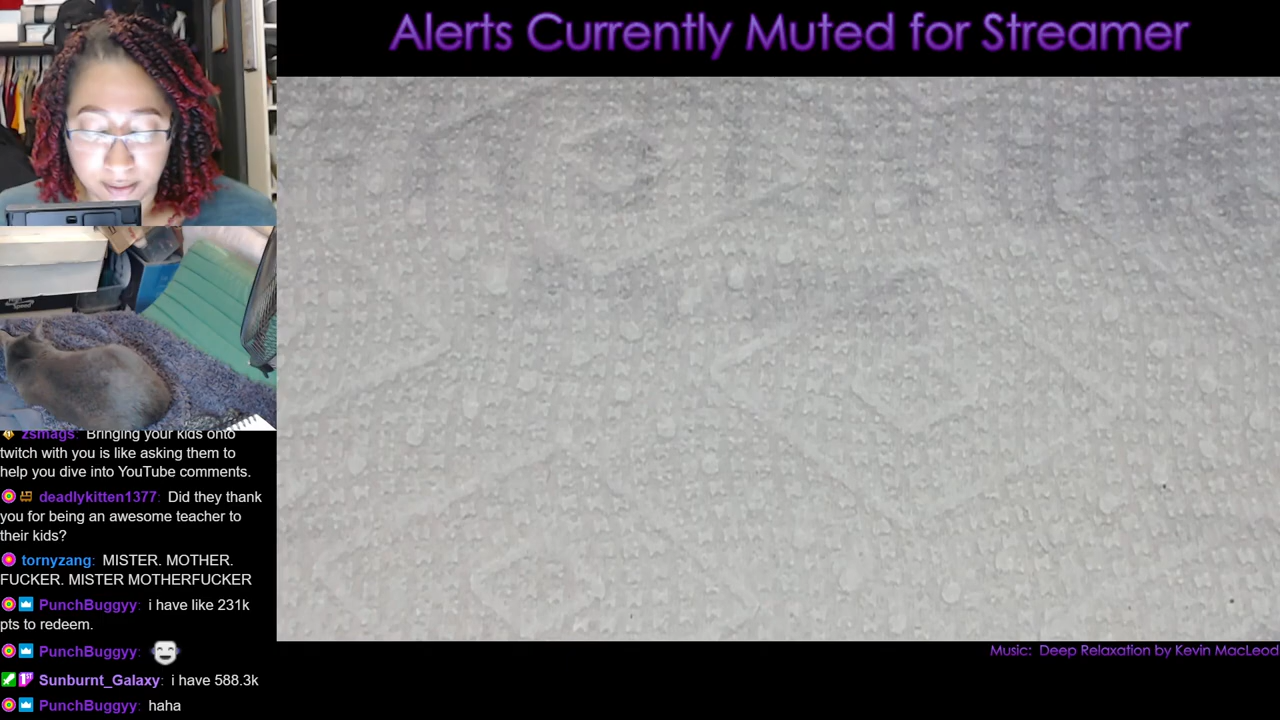 Alerts Currently Muted for Streamer
zsmags: Bringing your kids onto
twitch with you is like asking them to
help you dive into YouTube comments.
deadlykitten1377: Did they thank
you for being an awesome teacher to
their kids?
tornyzang: MISTER. MOTHER.
FUCKER. MISTER MOTHERFUCKER
PunchBuggyy: i have like 231k
pts to redeem.
PunchBuggyy:
Sunburnt_Galaxy: i have 588.3k
PunchBuggyy: haha
Music: Deep Relaxation by Kevin MacLeod